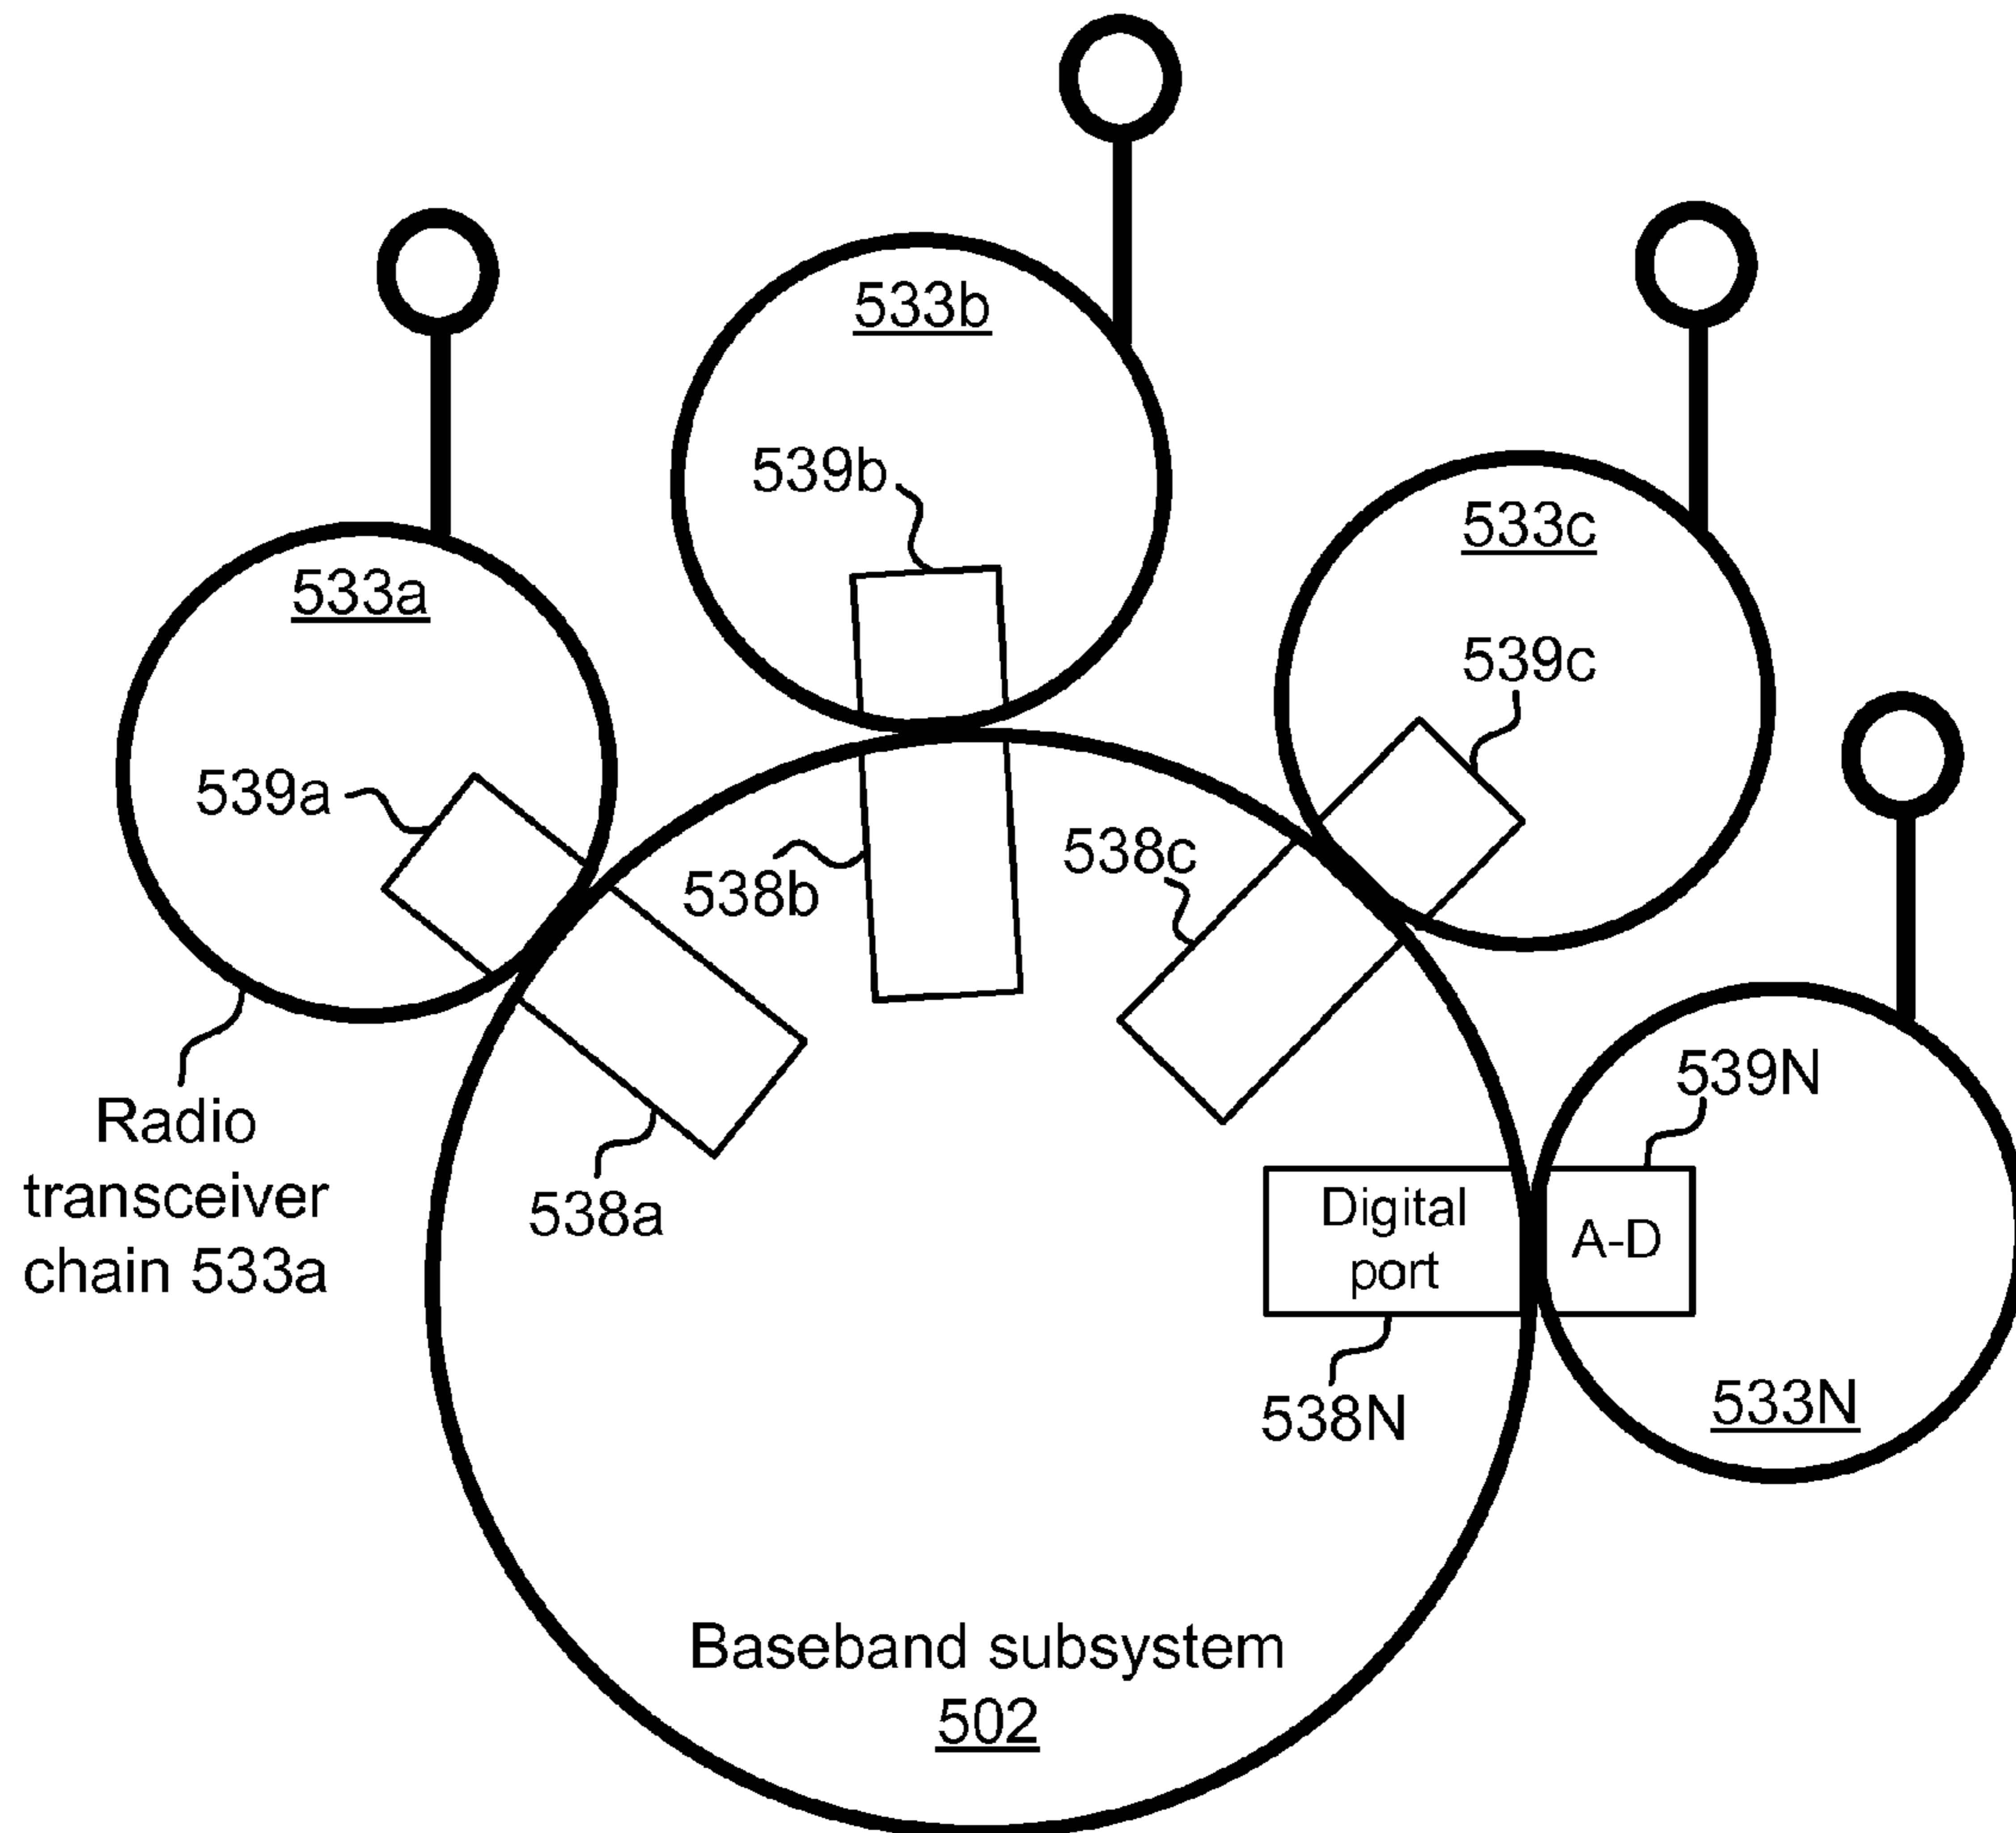 533b
539b
533c
533a
539c
539a
538c
538b
539N
Radio
transceiver
chain 533a
538a
Digital
port
A-D
538N
533N
Baseband subsystem
502